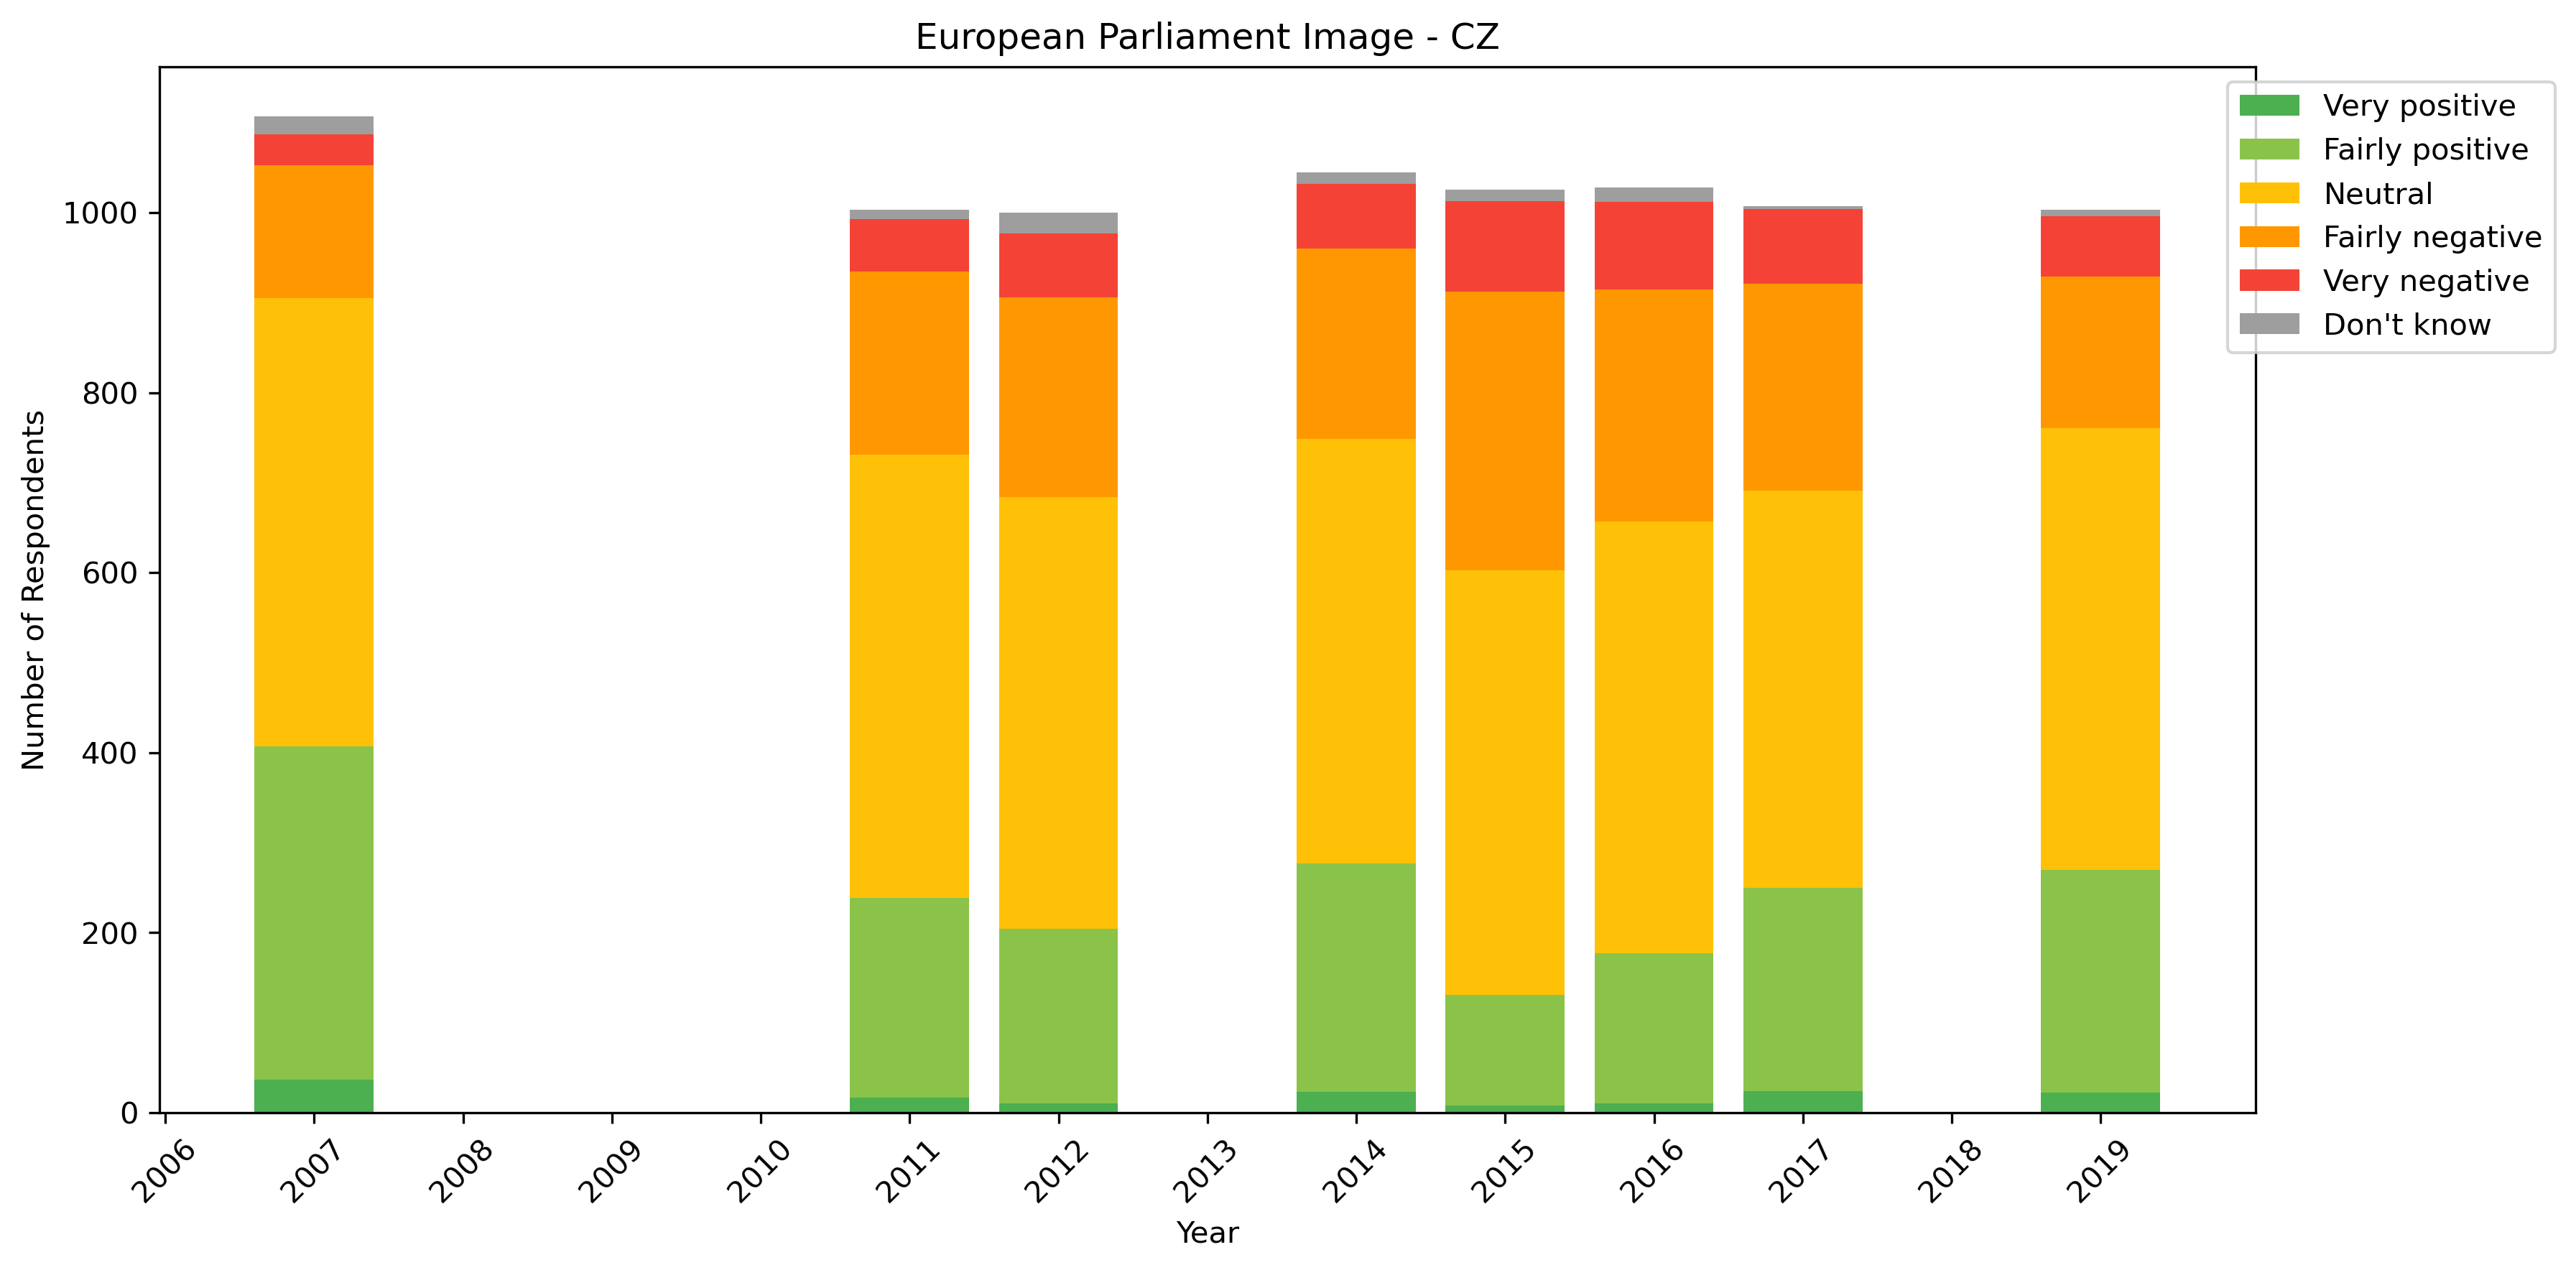 European Parliament Image - CZ
Very positive
Fairly positive
Neutral
Fairly negative
Very negative
Don't know
Number of Respondents
1000
800
600
400
200
0
2006
2007
2008
2009
2010
2011
2012
2013
2014
2015
2016
2017
2018
2019
Year